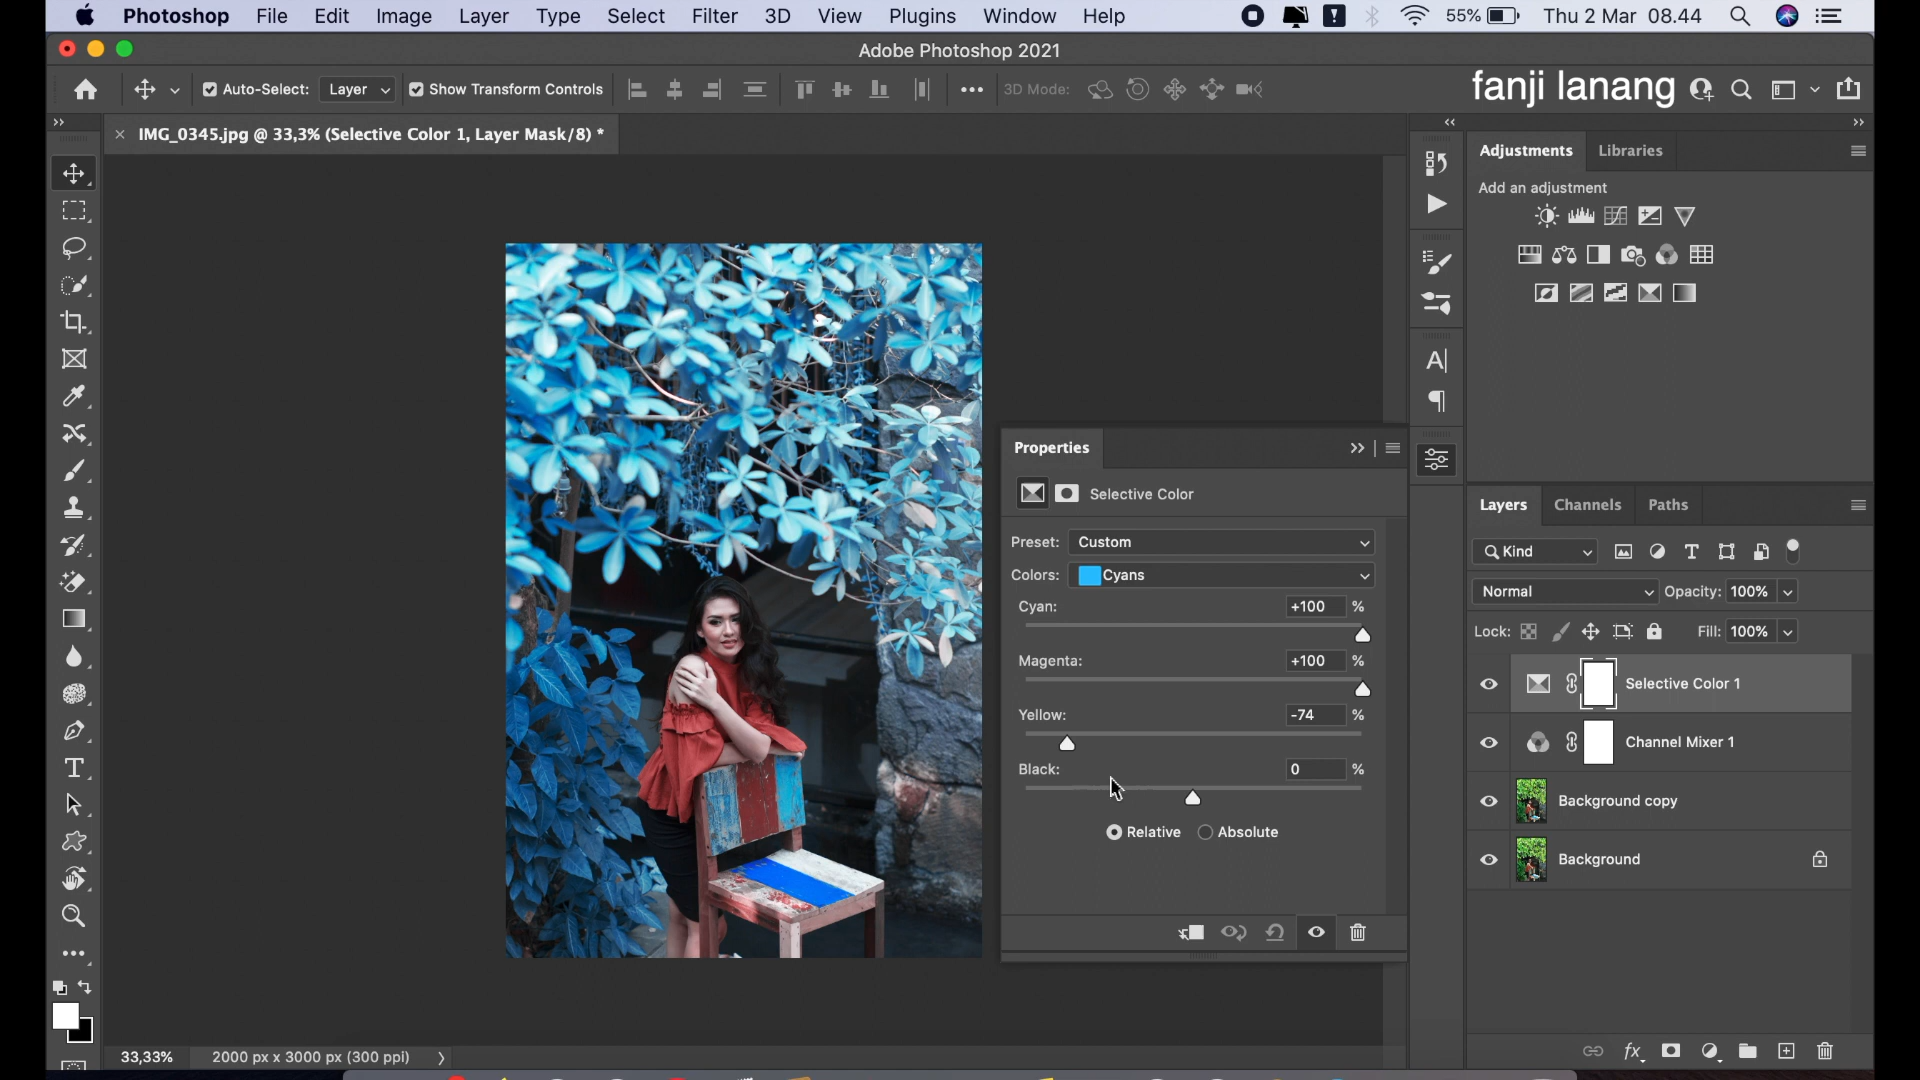 Photoshop File Edit Image Layer Type Select Filter 3D View Plugins Window Help 55% Thu 2 Mar 08.44
Adobe Photoshop 2021
Auto-Select: Layer Show Transform Controls 3D Mode: fanji lanang
IMG_0345.jpg @ 33,3% (Selective Color 1, Layer Mask/8) *
Adjustments Libraries
Add an adjustment
Properties
Selective Color
Preset: Custom
Colors: Cyans
Cyan: +100 %
Magenta: +100 %
Yellow: -74 %
Black: 0 %
Relative Absolute
Layers Channels Paths
Kind
Normal Opacity: 100%
Lock: Fill: 100%
Selective Color 1
Channel Mixer 1
Background copy
Background
33,33% 2000 px x 3000 px (300 ppi)